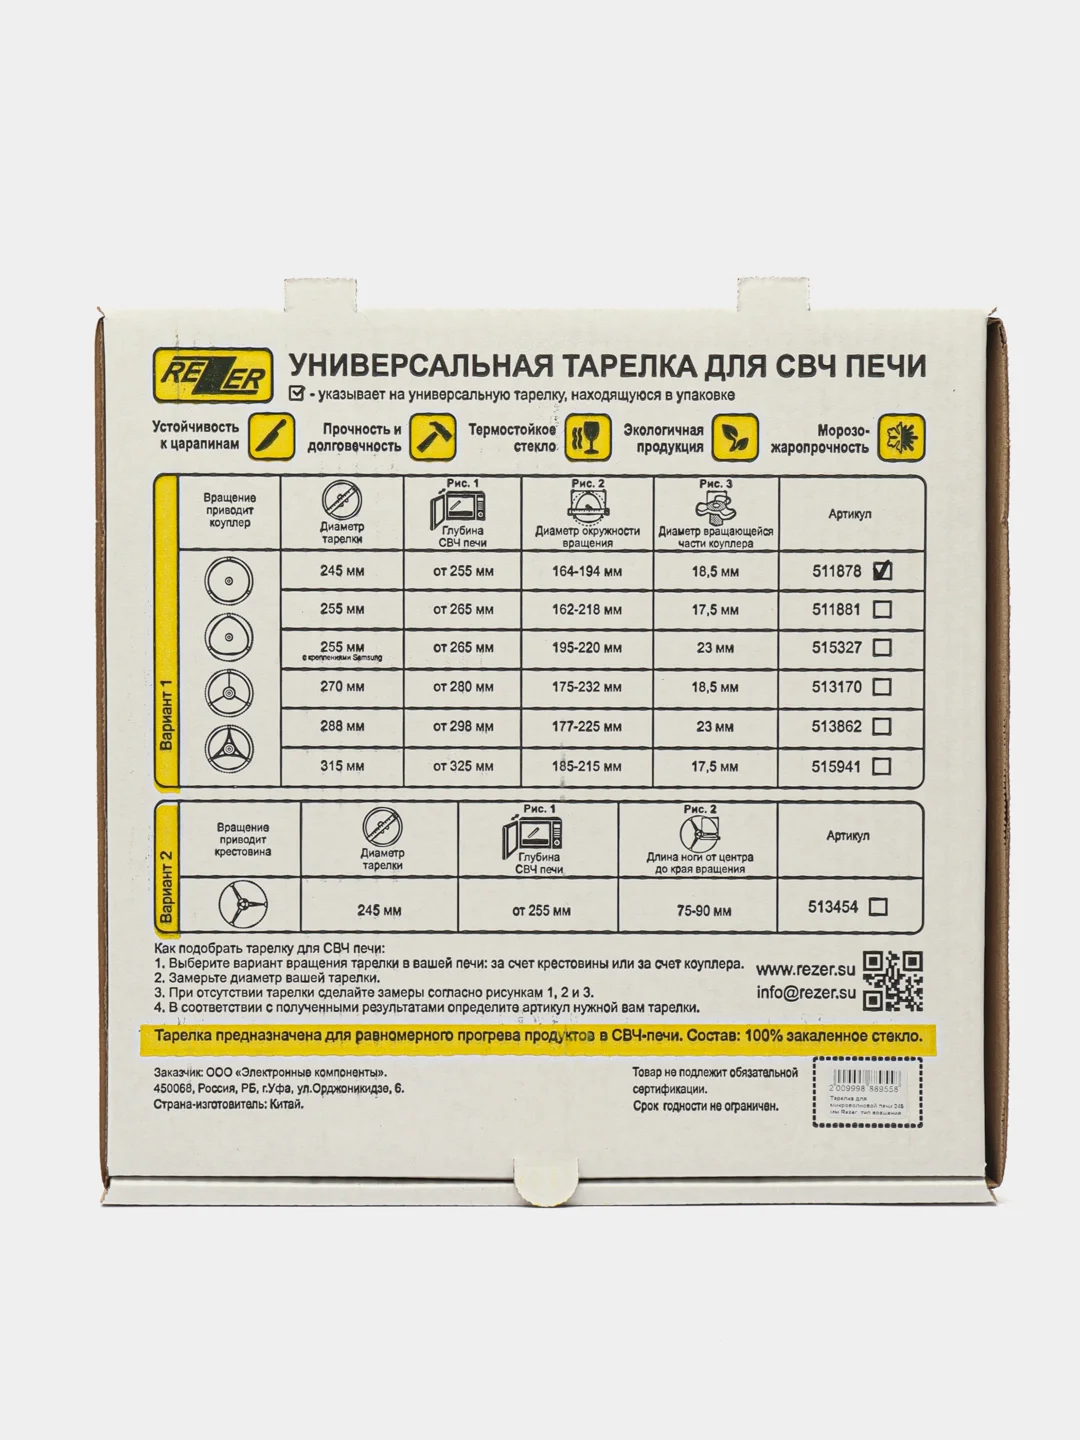 REZER
УНИВЕРСАЛЬНАЯ ТАРЕЛКА ДЛЯ СВЧ ПЕЧИ
- указывает на универсальную тарелку, находящуюся в упаковке
Устойчивость к царапинам
Прочность и долговечность
Термостойкое стекло
Экологичная продукция
Морозо-жаропрочность
Вариант 1
Вращение приводит коуплер
Диаметр тарелки
Рис. 1 Глубина СВЧ печи
Рис. 2 Диаметр окружности вращения
Рис. 3 Диаметр вращающейся части коуплера
Артикул
245 мм от 255 мм 164-194 мм 18,5 мм 511878
255 мм от 265 мм 162-218 мм 17,5 мм 511881
255 мм с креплениями Samsung от 265 мм 195-220 мм 23 мм 515327
270 мм от 280 мм 175-232 мм 18,5 мм 513170
288 мм от 298 мм 177-225 мм 23 мм 513862
315 мм от 325 мм 185-215 мм 17,5 мм 515941
Вариант 2
Вращение приводит крестовина
Диаметр тарелки
Рис. 1 Глубина СВЧ печи
Рис. 2 Длина ноги от центра до края вращения
Артикул
245 мм от 255 мм 75-90 мм 513454
Как подобрать тарелку для СВЧ печи:
1. Выберите вариант вращения тарелки в вашей печи: за счет крестовины или за счет коуплера.
2. Замерьте диаметр вашей тарелки.
3. При отсутствии тарелки сделайте замеры согласно рисункам 1, 2 и 3.
4. В соответствии с полученными результатами определите артикул нужной вам тарелки.
www.rezer.su
info@rezer.su
Тарелка предназначена для равномерного прогрева продуктов в СВЧ-печи. Состав: 100% закаленное стекло.
Заказчик: ООО «Электронные компоненты».
450068, Россия, РБ, г.Уфа, ул.Орджоникидзе, 6.
Страна-изготовитель: Китай.
Товар не подлежит обязательной
сертификации.
Срок годности не ограничен.
2 009998 889558
Тарелка для
микроволновой печи 245
мм Rezer, тип вращения